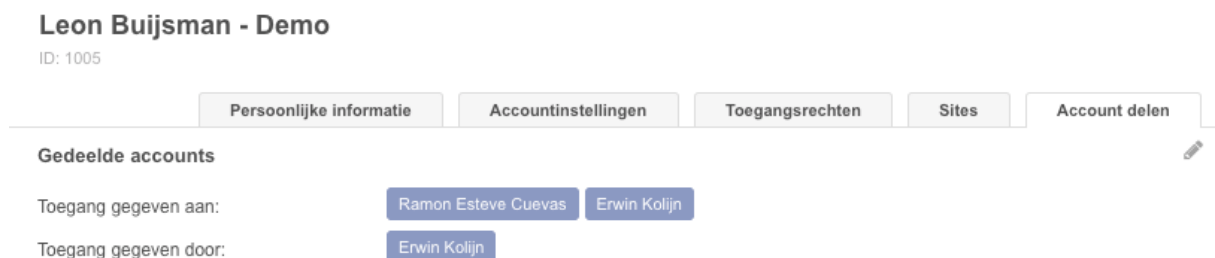 Leon Buijsman - Demo
ID: 1005
Persoonlijke informatie Accountinstellingen Toegangsrechten Sites Account delen
Gedeelde accounts
Toegang gegeven aan: Ramon Esteve Cuevas Erwin Kolijn
Toegang gegeven door: Erwin Kolijn